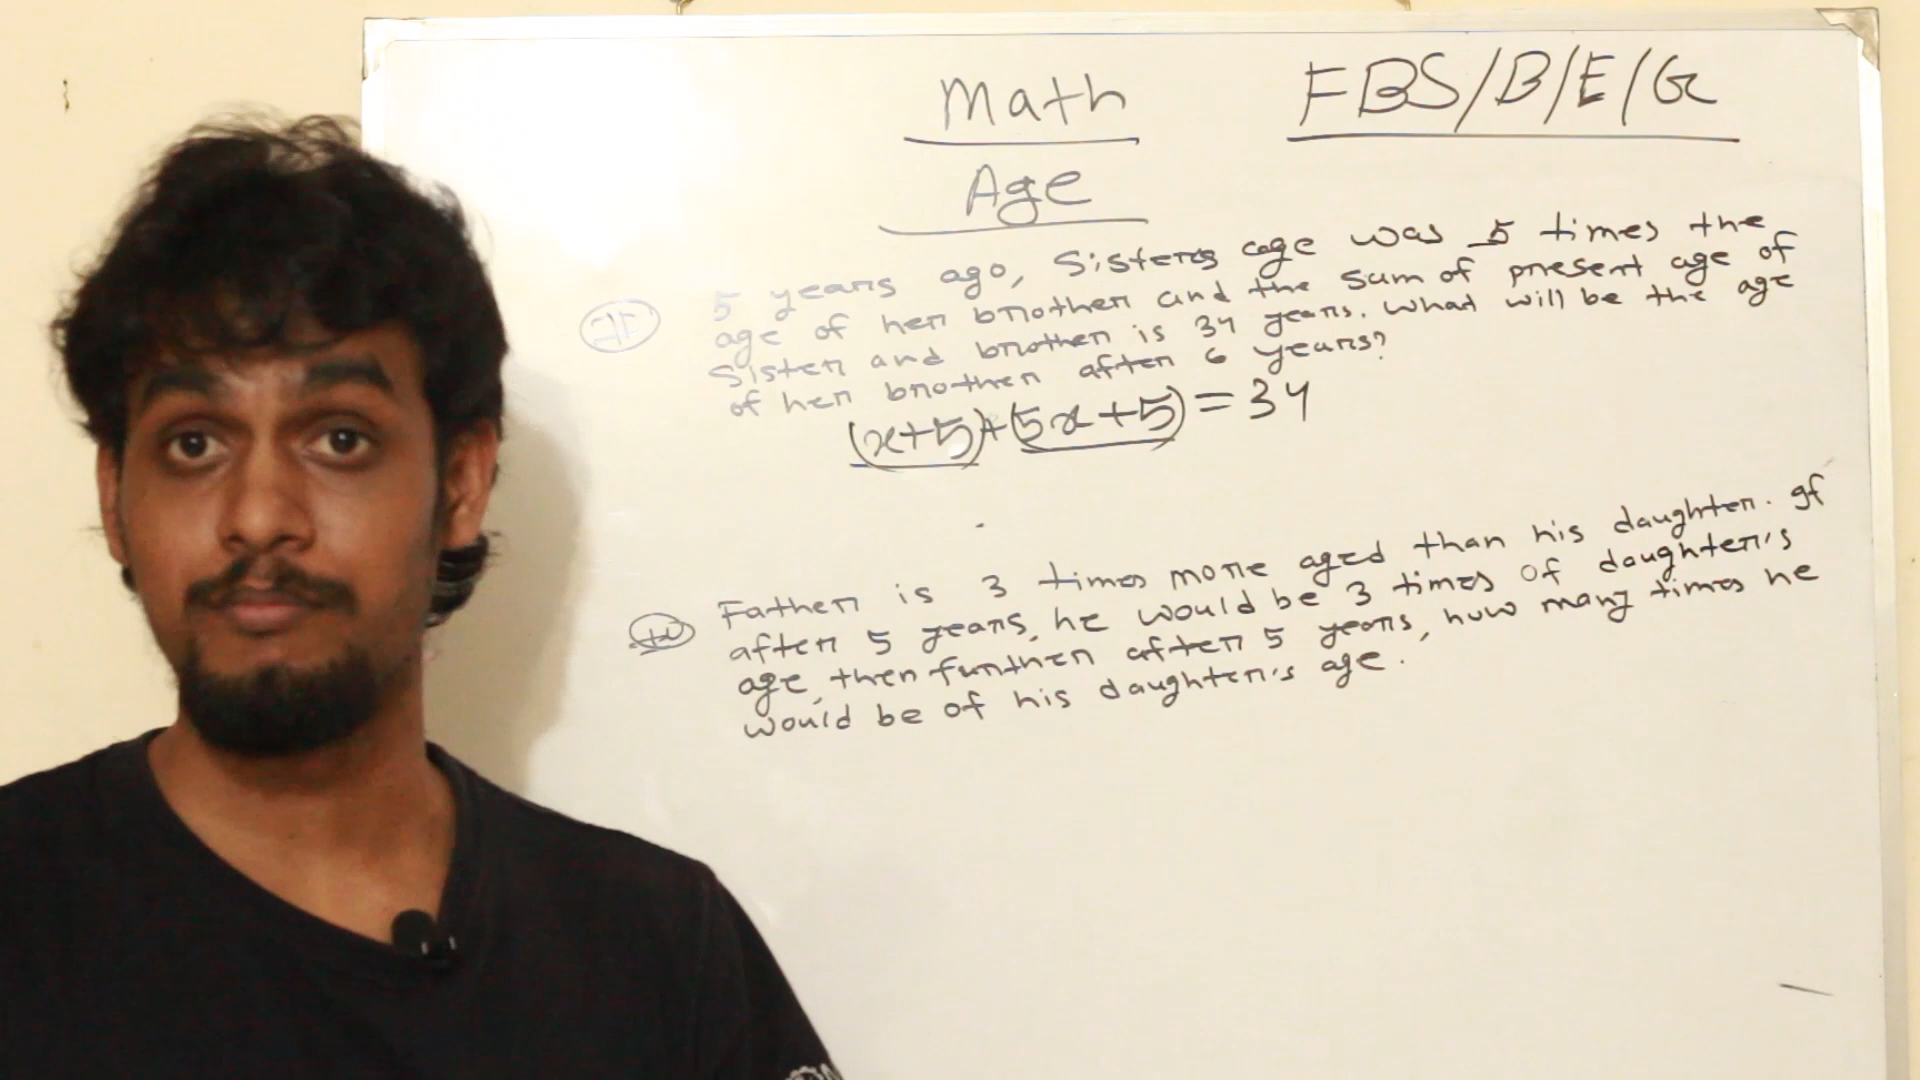 Math
FBS/B/E/G
Age
5 years ago, Sisters age was 5 times the
age of her brother and the sum of present age of
Sister and brother is 34 years. What will be the age
of her brother after 6 years?
(x+5)+(5x+5)=34
Father is 3 times more aged than his daughter. If
after 5 years, he would be 3 times of daughter's
age, then further after 5 years, how many times he
would be of his daughter's age.